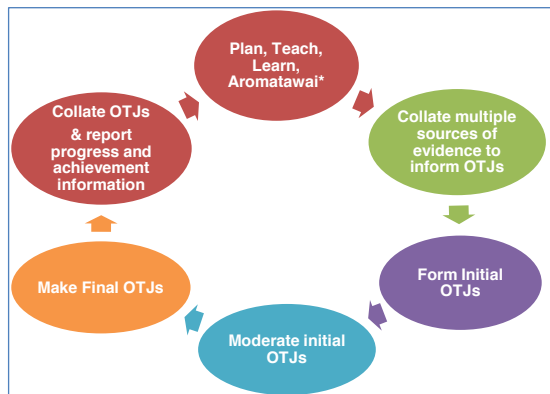 Plan, Teach,
Learn,
Aromatawai*
Collate multiple
sources of
evidence to
inform OTJs
Form Initial
OTJs
Moderate initial
OTJs
Make Final OTJs
Collate OTJs
& report
progress and
achievement
information